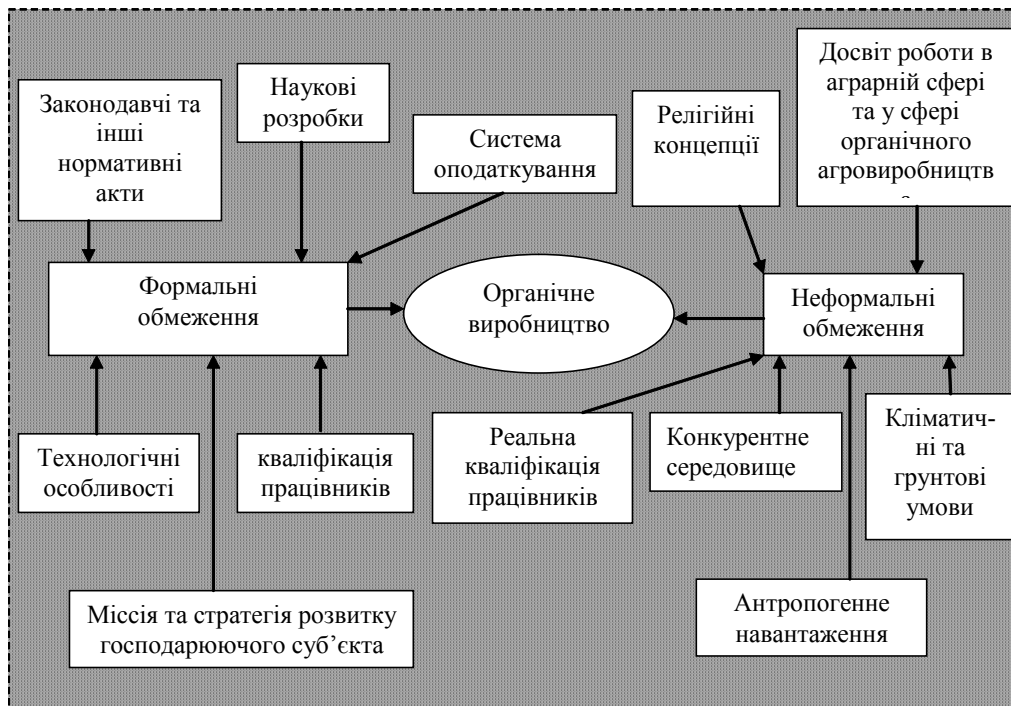 Законодавчі та
інші
нормативні
акти
Наукові
розробки
Система
оподаткування
Релігійні
концепції
Досвіт роботи в
аграрній сфері
та у сфері
органічного
агровиробництв
Формальні
обмеження
Органічне
виробництво
Неформальні
обмеження
Технологічні
особливості
кваліфікація
працівників
Реальна
кваліфікація
працівників
Конкурентне
середовище
Кліматич-
ні та
грунтові
умови
Міссія та стратегія розвитку
господарюючого суб’єкта
Антропогенне
навантаження